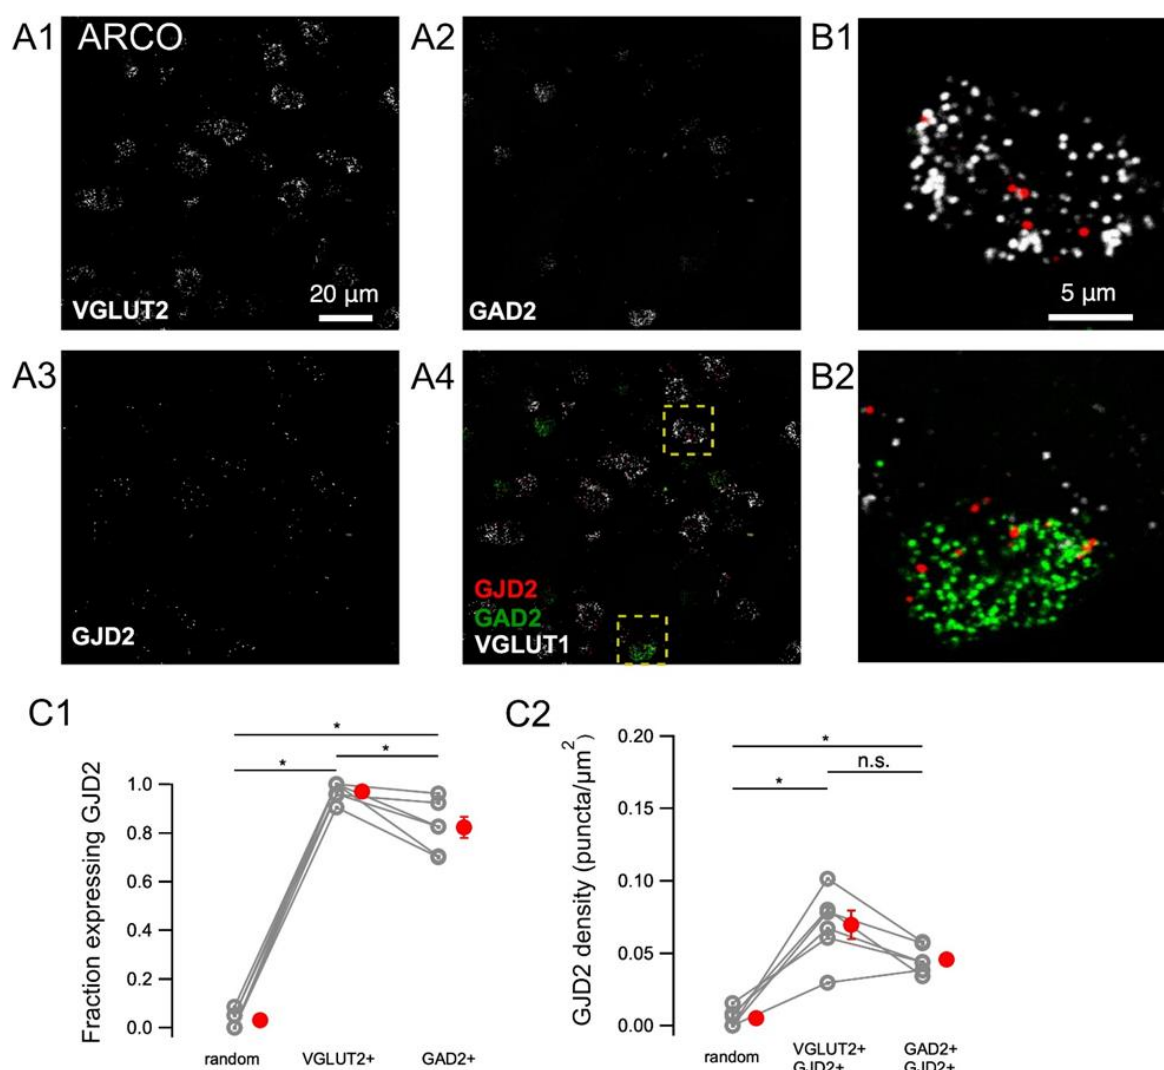 A1 ARCO
VGLUT2
20 μm
A2
GAD2
B1
5 μm
A3
GJD2
A4
GJD2
GAD2
VGLUT1
B2
C1
*
*
*
Fraction expressing GJD2
1.0
0.8
0.6
0.4
0.2
0.0
random
VGLUT2+
GAD2+
C2
*
n.s.
*
GJD2 density (puncta/μm²)
0.20
0.15
0.10
0.05
0.00
random
VGLUT2+
GJD2+
GAD2+
GJD2+